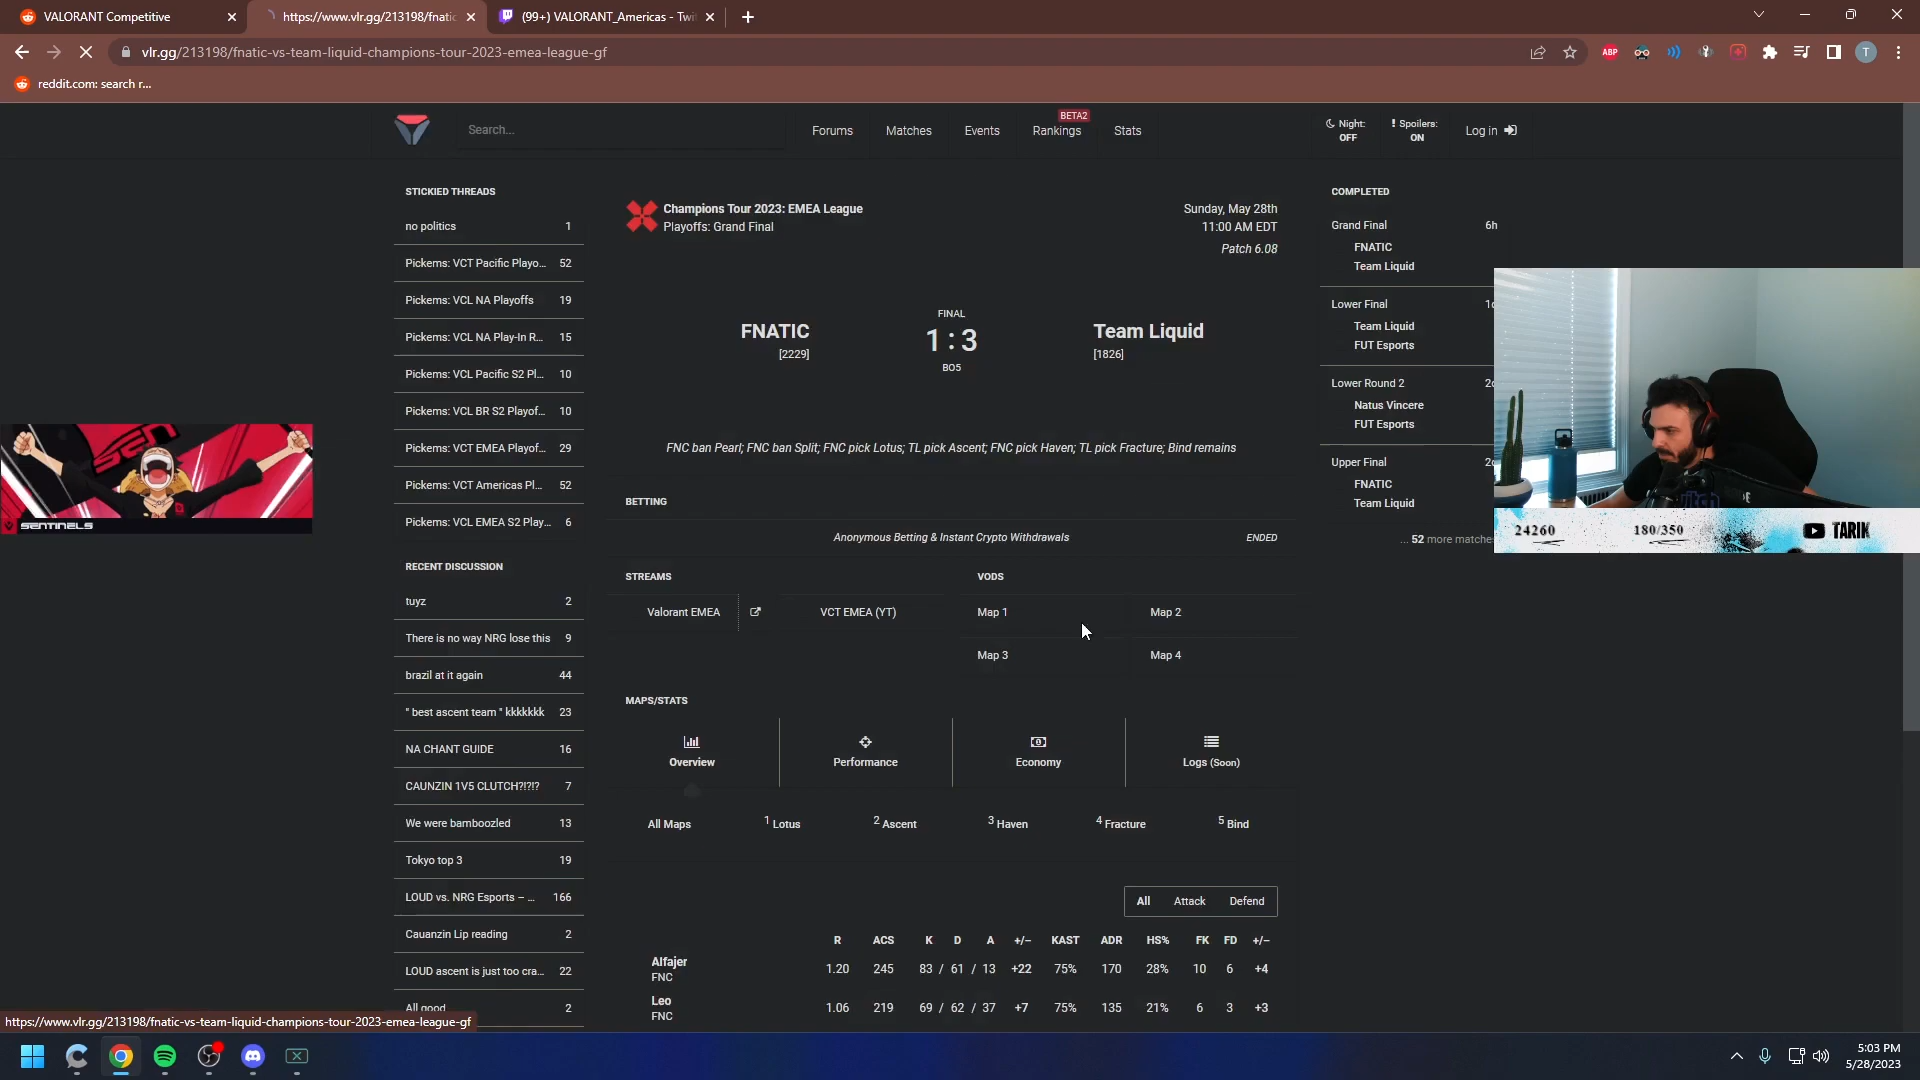 VALORANT Competitive
https://www.vlr.gg/213198/fnatic
(99+) VALORANT_Americas - Twi
vlr.gg/213198/fnatic-vs-team-liquid-champions-tour-2023-emea-league-gf
ABP
T
reddit.com: search r...
Search...
Forums
Matches
Events
BETA2
Rankings
Stats
Night:
OFF
! Spoilers:
ON
Log in
STICKIED THREADS
no politics 1
Pickems: VCT Pacific Playo... 52
Pickems: VCL NA Playoffs 19
Pickems: VCL NA Play-In R... 15
Pickems: VCL Pacific S2 Pl... 10
Pickems: VCL BR S2 Playof... 10
Pickems: VCT EMEA Playof... 29
Pickems: VCT Americas Pl... 52
Pickems: VCL EMEA S2 Play... 6
RECENT DISCUSSION
tuyz 2
There is no way NRG lose this 9
brazil at it again 44
" best ascent team " kkkkkkk 23
NA CHANT GUIDE 16
CAUNZIN 1V5 CLUTCH?!?!? 7
We were bamboozled 13
Tokyo top 3 19
LOUD vs. NRG Esports – ... 166
Cauanzin Lip reading 2
LOUD ascent is just too cra... 22
All good 2
Champions Tour 2023: EMEA League
Playoffs: Grand Final
Sunday, May 28th
11:00 AM EDT
Patch 6.08
FNATIC
[2229]
FINAL
1 : 3
BO5
Team Liquid
[1826]
FNC ban Pearl; FNC ban Split; FNC pick Lotus; TL pick Ascent; FNC pick Haven; TL pick Fracture; Bind remains
BETTING
Anonymous Betting & Instant Crypto Withdrawals ENDED
STREAMS
Valorant EMEA
VCT EMEA (YT)
VODS
Map 1 Map 2
Map 3 Map 4
MAPS/STATS
Overview
Performance
Economy
Logs (Soon)
All Maps 1 Lotus 2 Ascent 3 Haven 4 Fracture 5 Bind
All Attack Defend
R ACS K D A +/– KAST ADR HS% FK FD +/–
Alfajer
FNC
1.20 245 83 / 61 / 13 +22 75% 170 28% 10 6 +4
Leo
FNC
1.06 219 69 / 62 / 37 +7 75% 135 21% 6 3 +3
COMPLETED
Grand Final 6h
FNATIC
Team Liquid
Lower Final
Team Liquid
FUT Esports
Lower Round 2
Natus Vincere
FUT Esports
Upper Final
FNATIC
Team Liquid
... 52 more matches
SENTINELS
24260
180/350
TARIK
https://www.vlr.gg/213198/fnatic-vs-team-liquid-champions-tour-2023-emea-league-gf
5:03 PM
5/28/2023